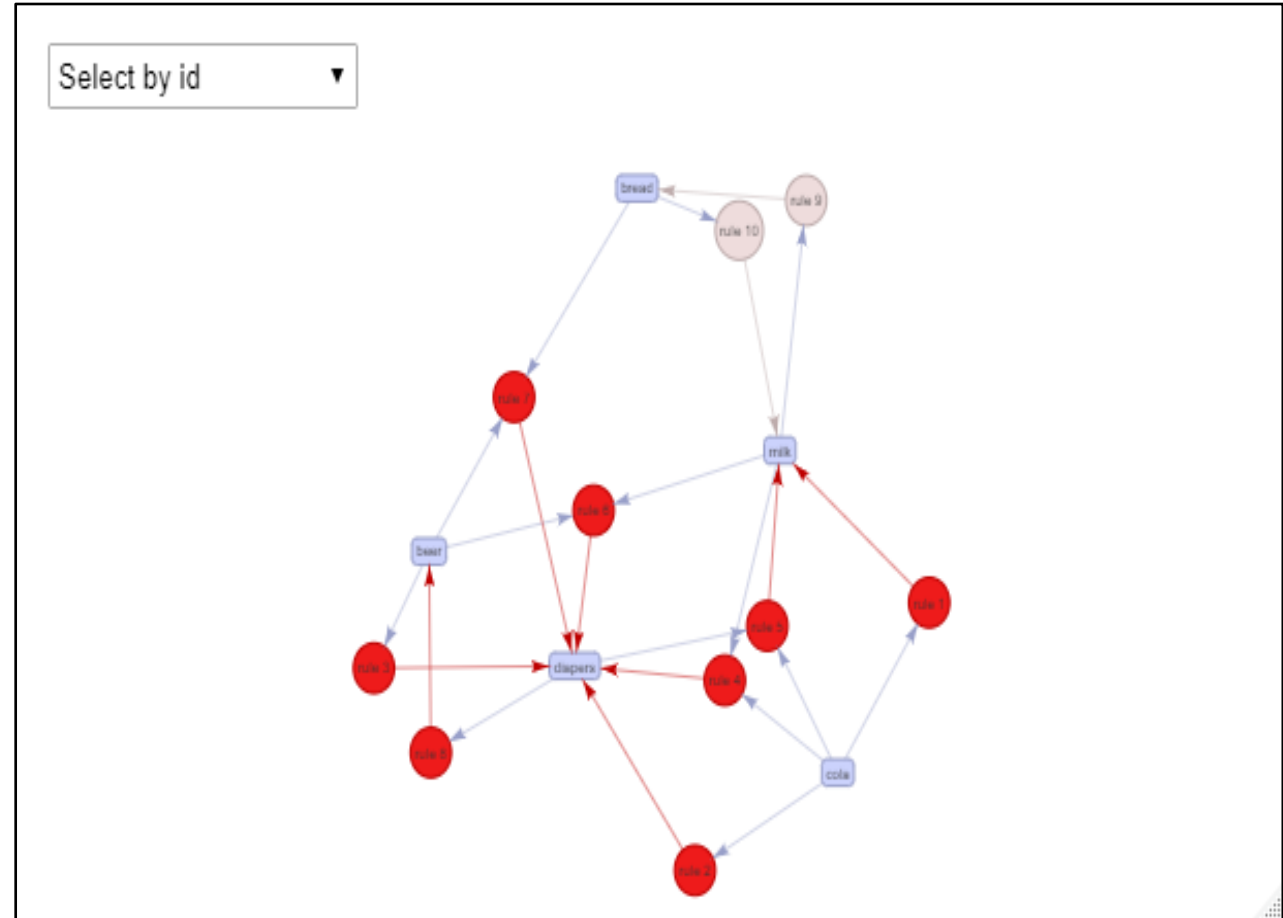 Select by id ▼
bread
rule 9
rule 10
rule 7
milk
rule 6
beer
rule 1
rule 5
rule 3
diapers
rule 4
rule 8
cola
rule 2